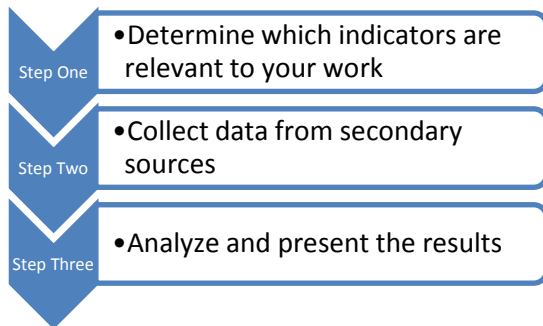 Step One
•Determine which indicators are
relevant to your work
Step Two
•Collect data from secondary
sources
Step Three
•Analyze and present the results